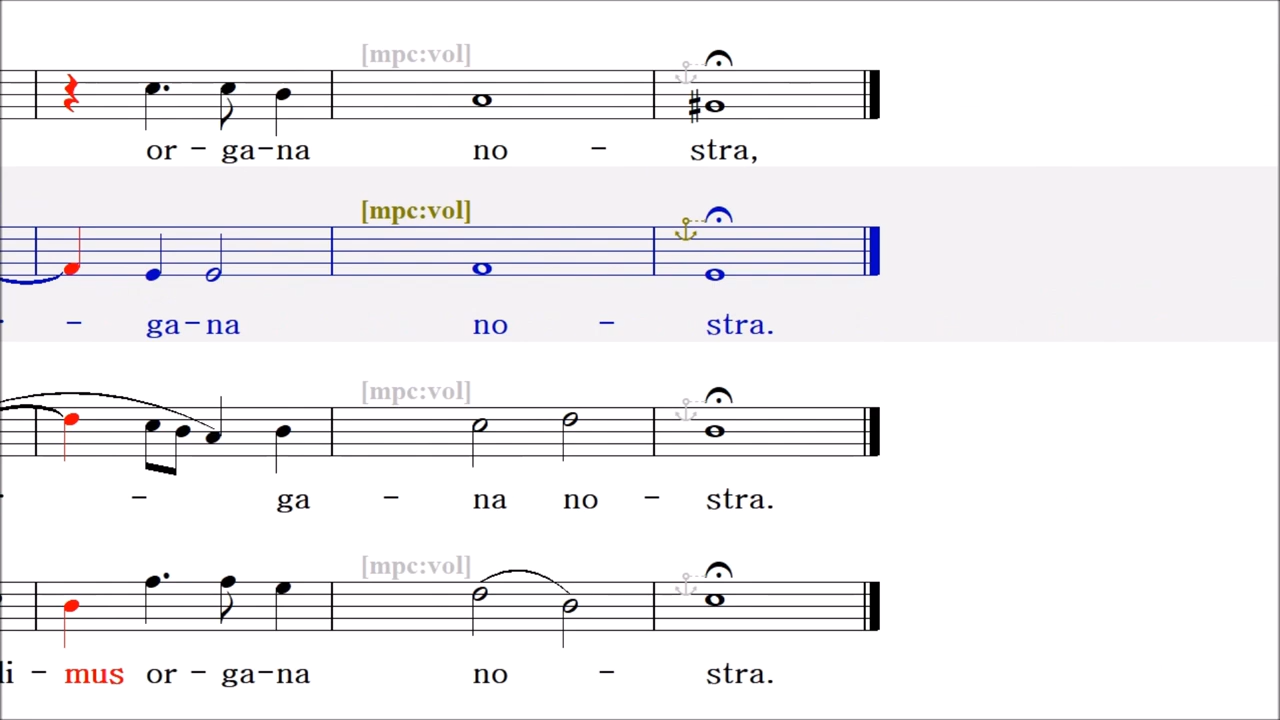 [mpc:vol]
or - ga-na no - stra,
[mpc:vol]
- ga-na no - stra.
[mpc:vol]
- ga - na no - stra.
[mpc:vol]
li - mus or - ga-na no - stra.